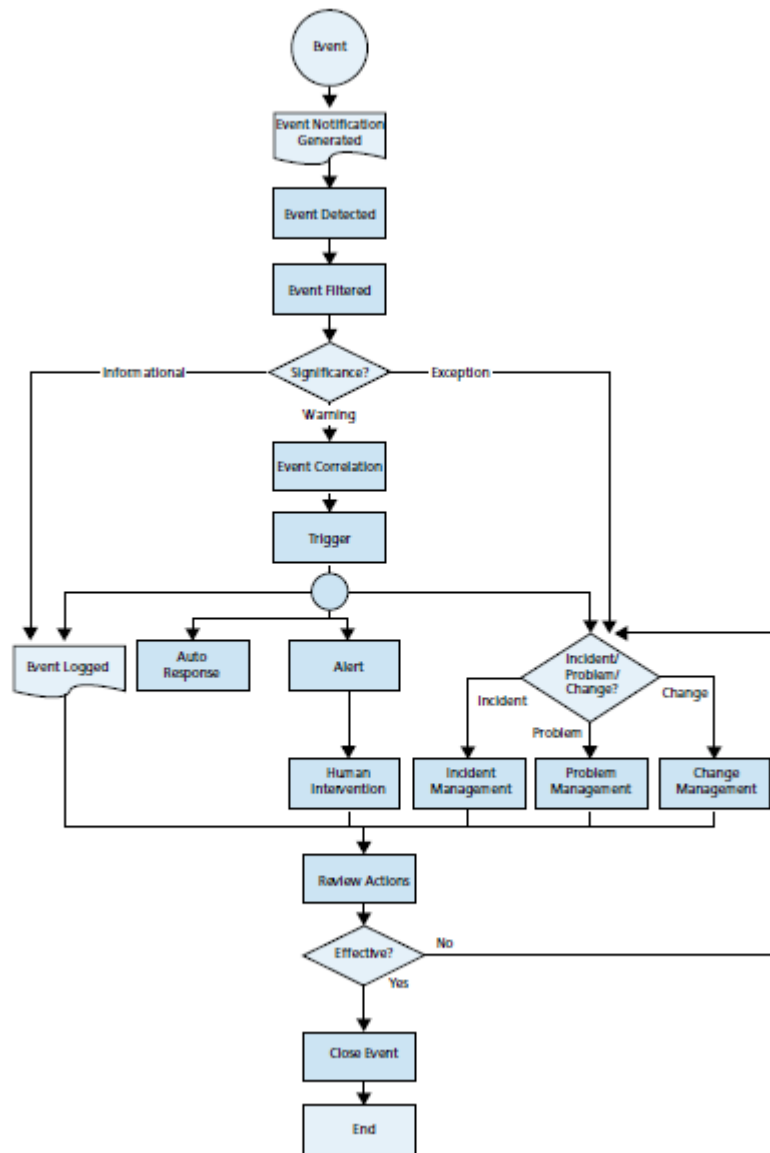 Event
Event Notification
Generated
Event Detected
Event Filtered
Informational
Significance?
Exception
Warning
Event Correlation
Trigger
Event Logged
Auto
Response
Alert
Incident/
Problem/
Change?
Incident
Change
Problem
Human
Intervention
Incident
Management
Problem
Management
Change
Management
Review Actions
Effective?
No
Yes
Close Event
End